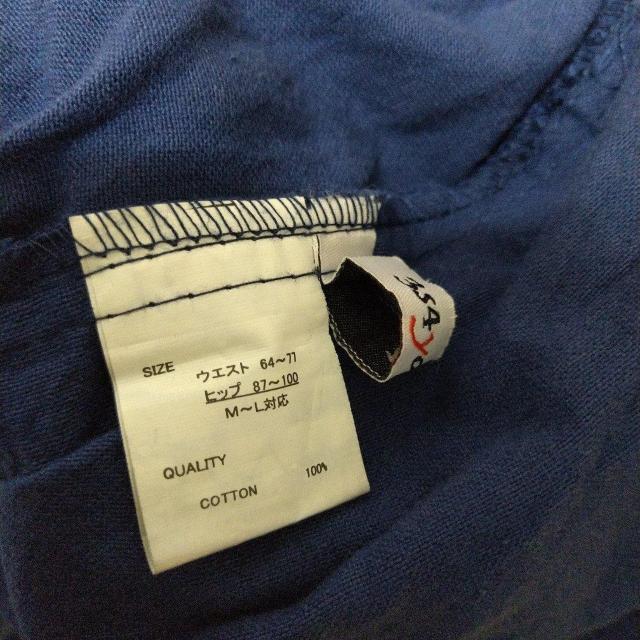 SIZE ウエスト 64〜77
ヒップ 87〜100
M〜L対応
QUALITY
COTTON 100%